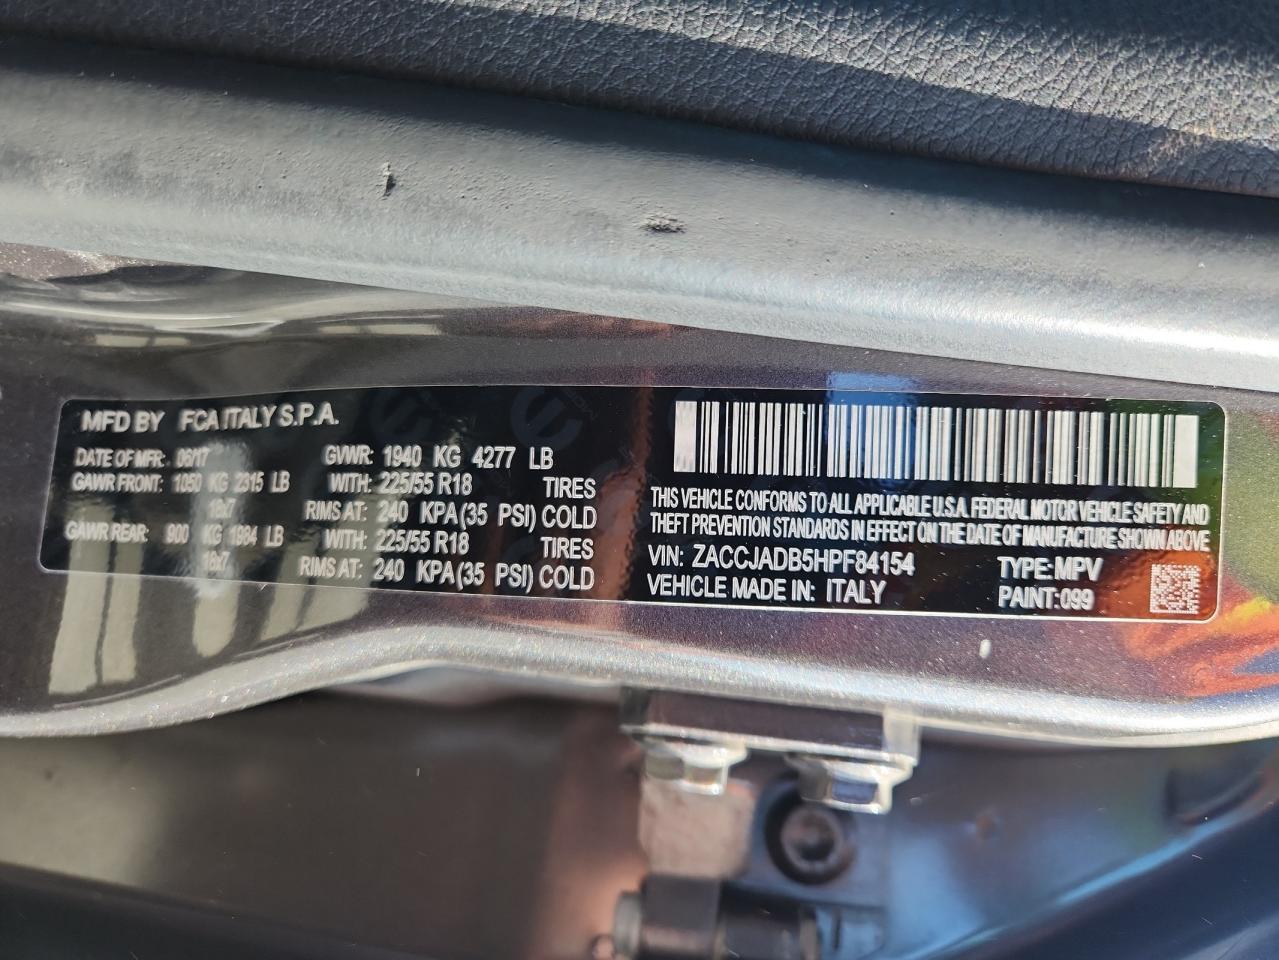 MFD BY FCA ITALY S.P.A.
DATE OF MFR: 06/17 GVWR: 1940 KG 4277 LB
GAWR FRONT: 1050 KG 2315 LB WITH: 225/55 R18 TIRES
18x7 RIMS AT: 240 KPA (35 PSI) COLD
GAWR REAR: 900 KG 1984 LB WITH: 225/55 R18 TIRES
18x7 RIMS AT: 240 KPA (35 PSI) COLD
THIS VEHICLE CONFORMS TO ALL APPLICABLE U.S.A. FEDERAL MOTOR VEHICLE SAFETY AND
THEFT PREVENTION STANDARDS IN EFFECT ON THE DATE OF MANUFACTURE SHOWN ABOVE
VIN: ZACCJADB5HPF84154 TYPE: MPV
VEHICLE MADE IN: ITALY PAINT: 099